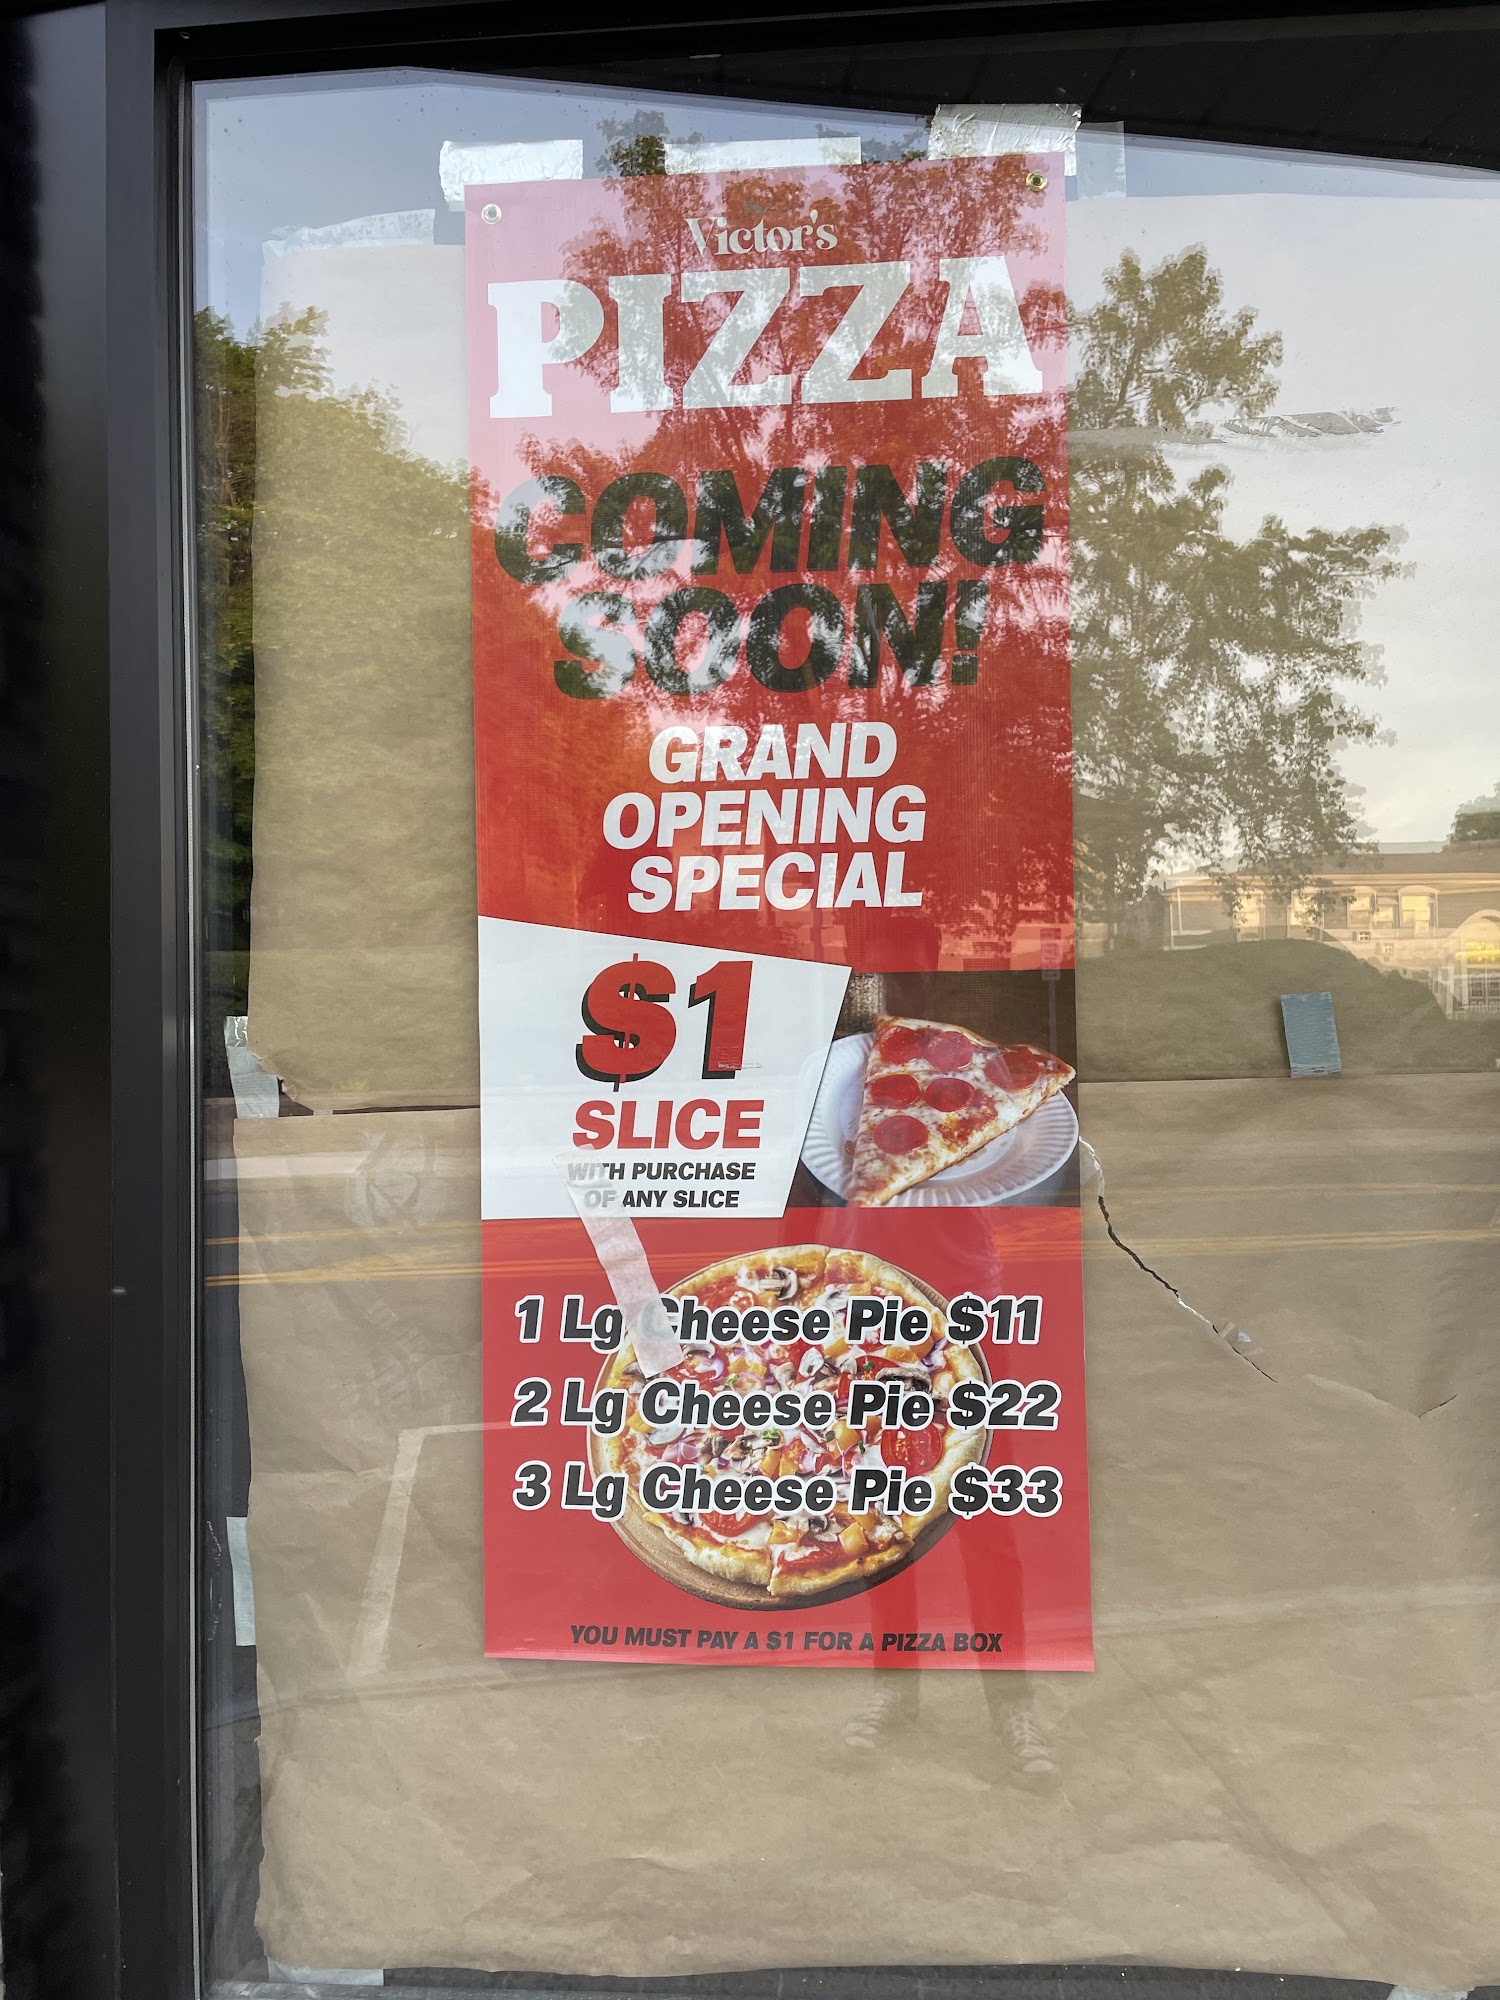 Victor's
PIZZA
COMING
SOON!
GRAND
OPENING
SPECIAL
$1
SLICE
WITH PURCHASE
OF ANY SLICE
1 Lg Cheese Pie $11
2 Lg Cheese Pie $22
3 Lg Cheese Pie $33
YOU MUST PAY A $1 FOR A PIZZA BOX